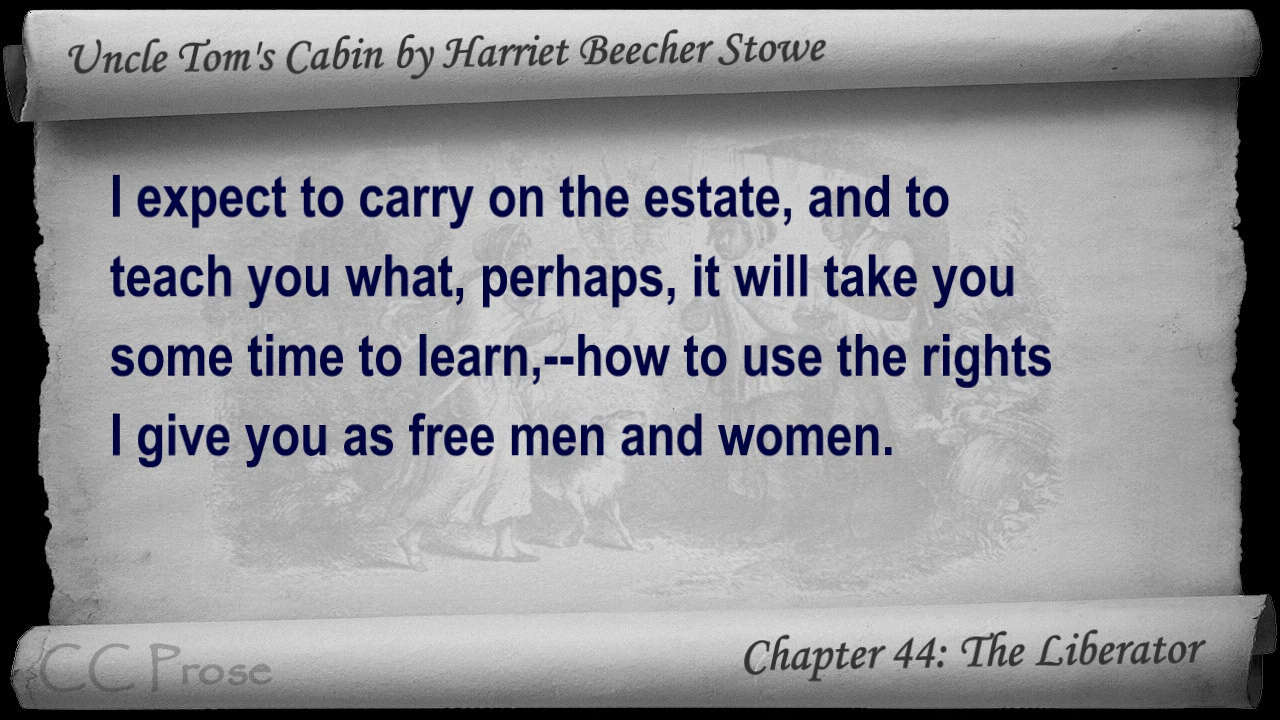 Uncle Tom's Cabin by Harriet Beecher Stowe
I expect to carry on the estate, and to
teach you what, perhaps, it will take you
some time to learn,--how to use the rights
I give you as free men and women.
CC Prose
Chapter 44: The Liberator